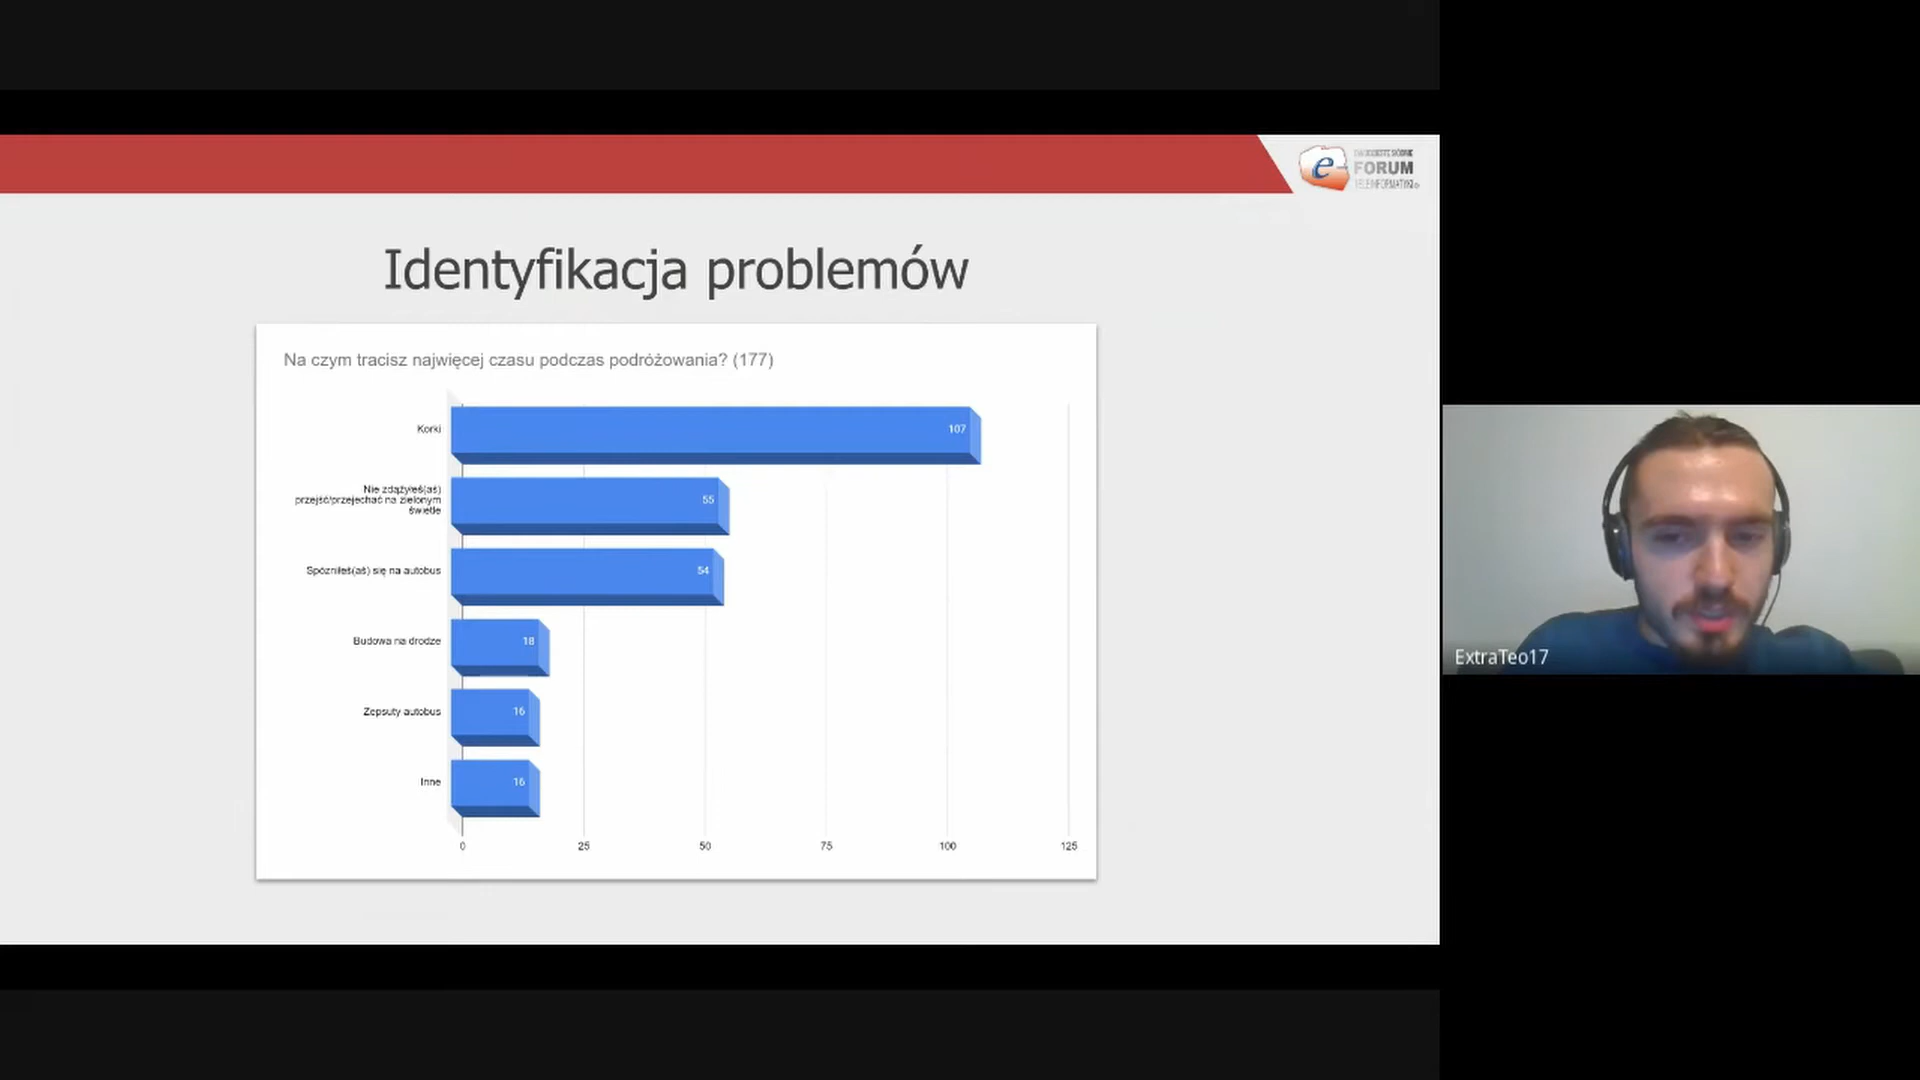 FORUM
Identyfikacja problemów
Na czym tracisz najwięcej czasu podczas podróżowania? (177)
Korki
107
Nie zdążyłeś(aś)
przejść/przejechać na zielonym
świetle
55
Spóźniłeś(aś) się na autobus
54
Budowa na drodze
18
Zepsuty autobus
16
Inne
16
0 25 50 75 100 125
ExtraTeo17